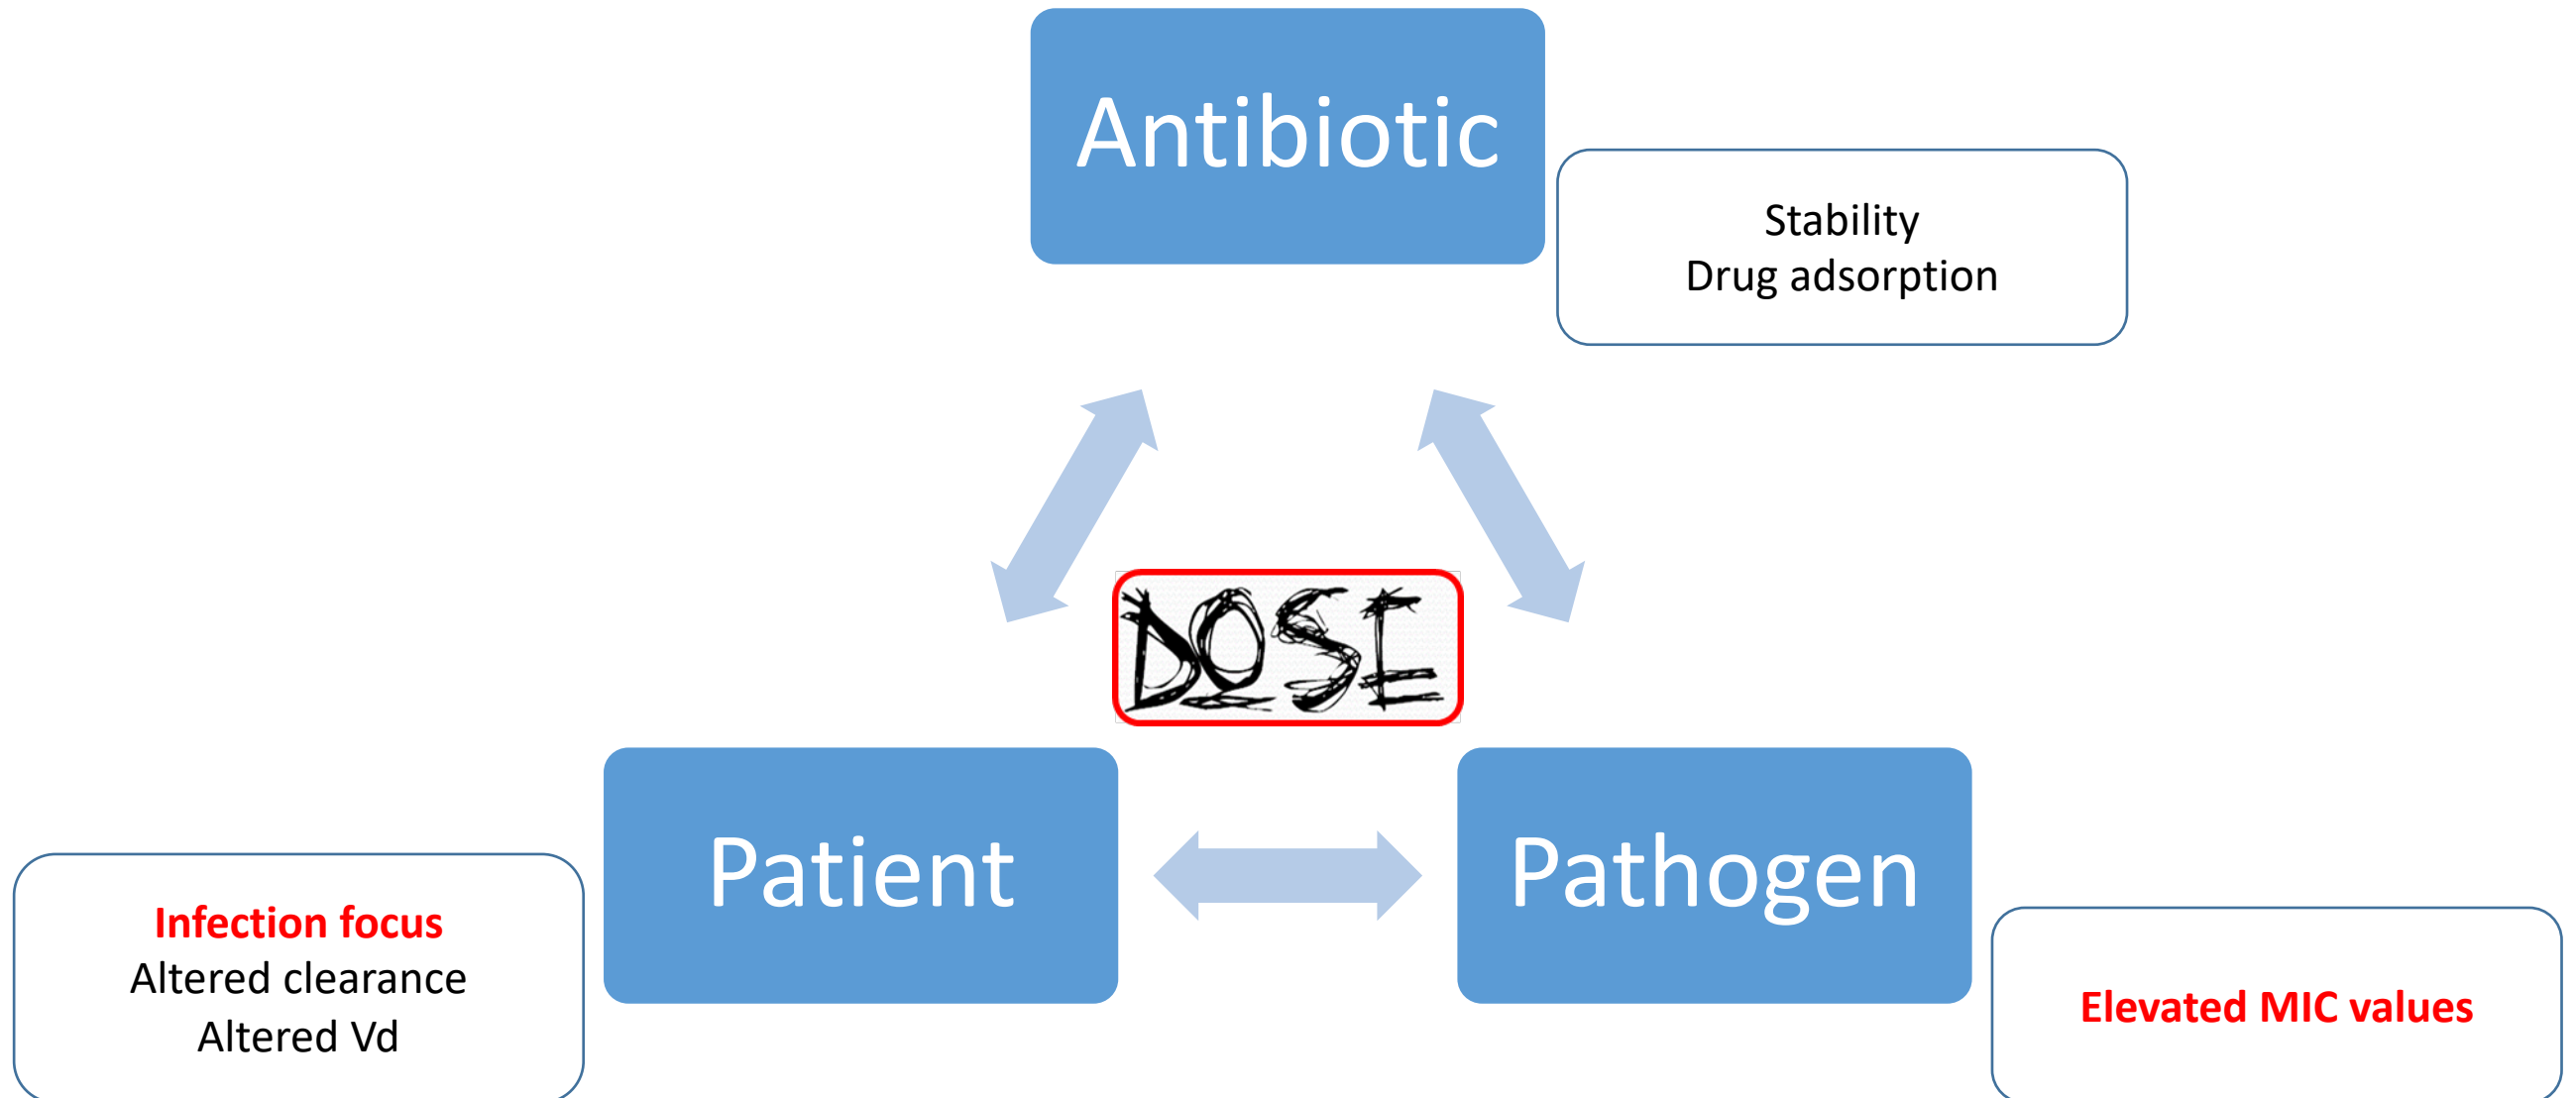 Antibiotic
Stability
Drug adsorption
DOSE
Patient
Pathogen
Infection focus
Altered clearance
Altered Vd
Elevated MIC values